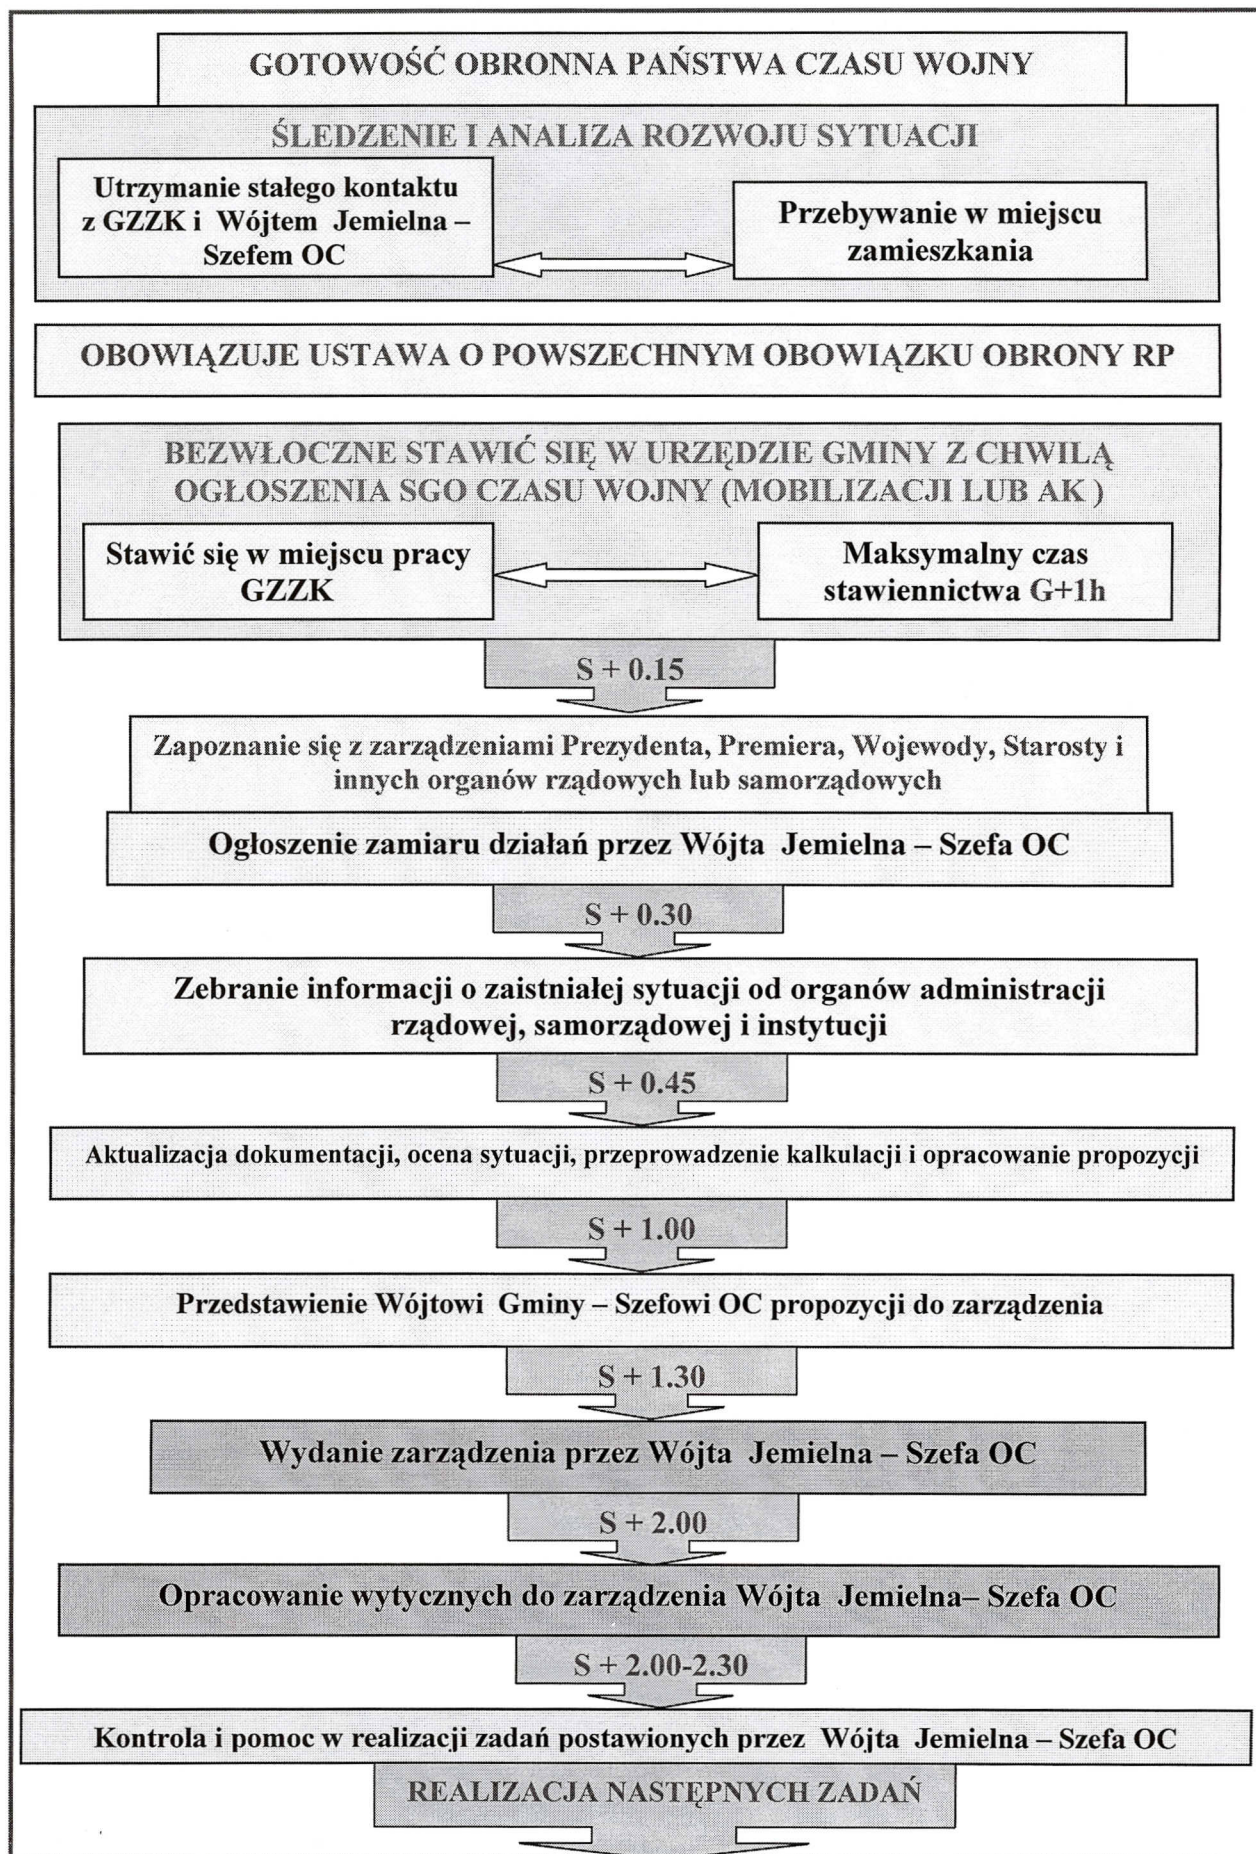 GOTOWOŚĆ OBRONNA PAŃSTWA CZASU WOJNY
ŚLEDZENIE I ANALIZA ROZWOJU SYTUACJI
Utrzymanie stałego kontaktu
z GZZK i Wójtem Jemielna –
Szefem OC
Przebywanie w miejscu
zamieszkania
OBOWIĄZUJE USTAWA O POWSZECHNYM OBOWIĄZKU OBRONY RP
BEZWŁOCZNE STAWIĆ SIĘ W URZĘDZIE GMINY Z CHWILĄ
OGŁOSZENIA SGO CZASU WOJNY (MOBILIZACJI LUB AK )
Stawić się w miejscu pracy
GZZK
Maksymalny czas
stawiennictwa G+1h
S + 0.15
Zapoznanie się z zarządzeniami Prezydenta, Premiera, Wojewody, Starosty i
innych organów rządowych lub samorządowych
Ogłoszenie zamiaru działań przez Wójta Jemielna – Szefa OC
S + 0.30
Zebranie informacji o zaistniałej sytuacji od organów administracji
rządowej, samorządowej i instytucji
S + 0.45
Aktualizacja dokumentacji, ocena sytuacji, przeprowadzenie kalkulacji i opracowanie propozycji
S + 1.00
Przedstawienie Wójtowi Gminy – Szefowi OC propozycji do zarządzenia
S + 1.30
Wydanie zarządzenia przez Wójta Jemielna – Szefa OC
S + 2.00
Opracowanie wytycznych do zarządzenia Wójta Jemielna– Szefa OC
S + 2.00-2.30
Kontrola i pomoc w realizacji zadań postawionych przez Wójta Jemielna – Szefa OC
REALIZACJA NASTĘPNYCH ZADAŃ